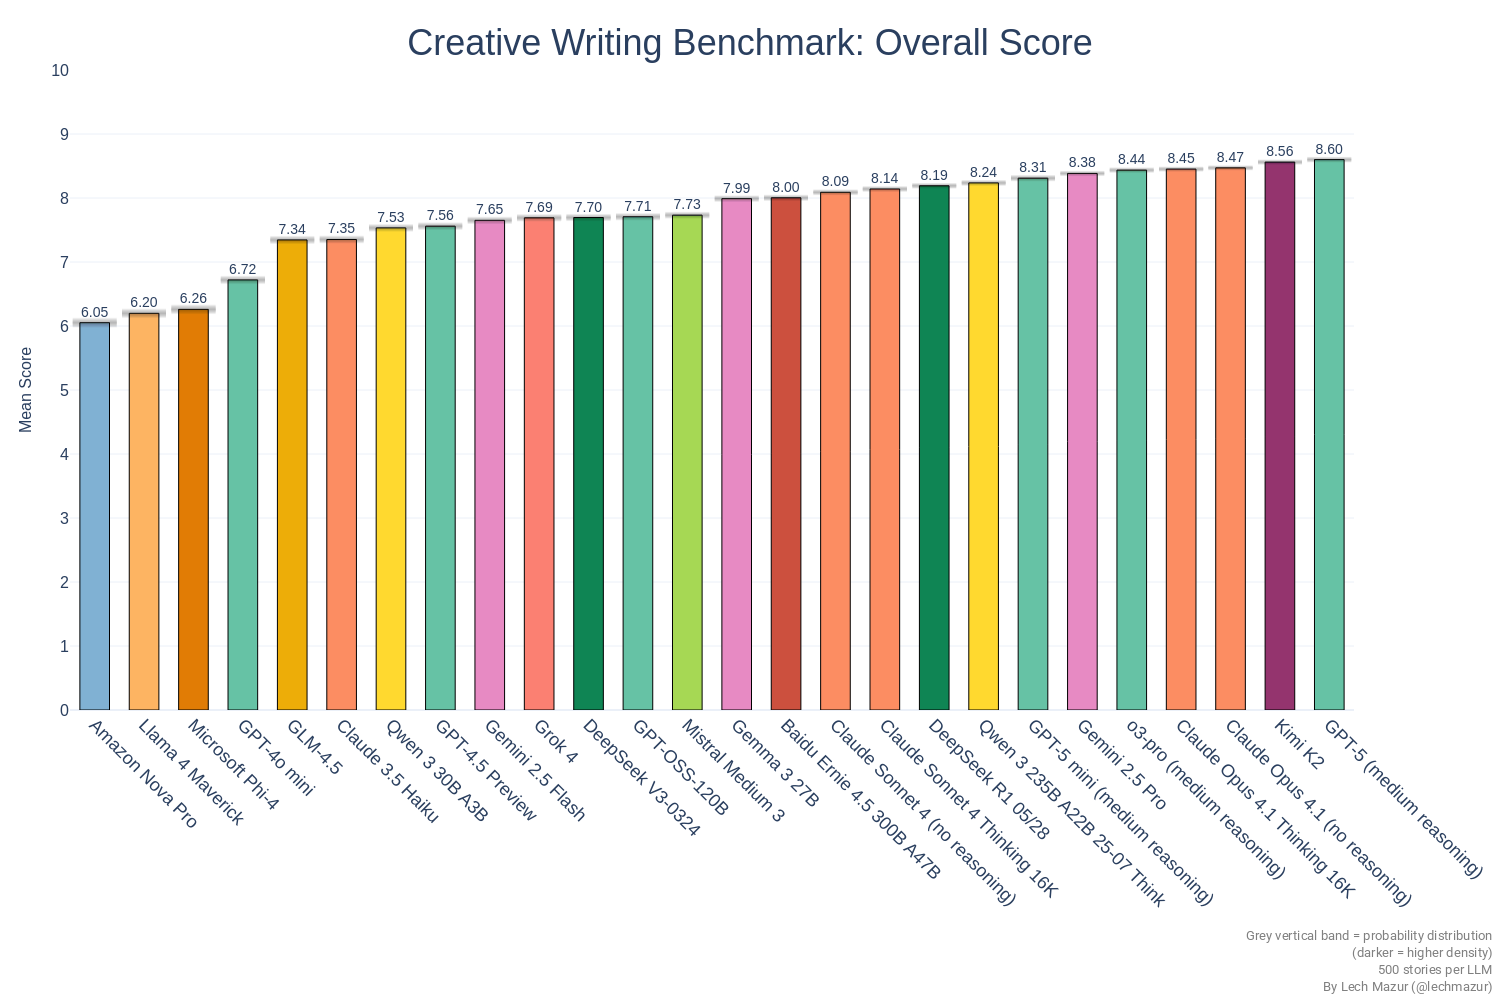 Creative Writing Benchmark: Overall Score
10
9
8
7
6
5
4
3
2
1
0
Mean Score
6.05
6.20
6.26
6.72
7.34
7.35
7.53
7.56
7.65
7.69
7.70
7.71
7.73
7.99
8.00
8.09
8.14
8.19
8.24
8.31
8.38
8.44
8.45
8.47
8.56
8.60
Amazon Nova Pro
Llama 4 Maverick
Microsoft Phi-4
GPT-4o mini
GLM-4.5
Claude 3.5 Haiku
Qwen 3 30B A3B
GPT-4.5 Preview
Gemini 2.5 Flash
Grok 4
DeepSeek V3-0324
GPT-OSS-120B
Mistral Medium 3
Gemma 3 27B
Baidu Ernie 4.5 300B A47B
Claude Sonnet 4 (no reasoning)
Claude Sonnet 4 Thinking 16K
DeepSeek R1 05/28
Qwen 3 235B A22B 25-07 Think
GPT-5 mini (medium reasoning)
Gemini 2.5 Pro
o3-pro (medium reasoning)
Claude Opus 4.1 Thinking 16K
Claude Opus 4.1 (no reasoning)
Kimi K2
GPT-5 (medium reasoning)
Grey vertical band = probability distribution
(darker = higher density)
500 stories per LLM
By Lech Mazur (@lechmazur)